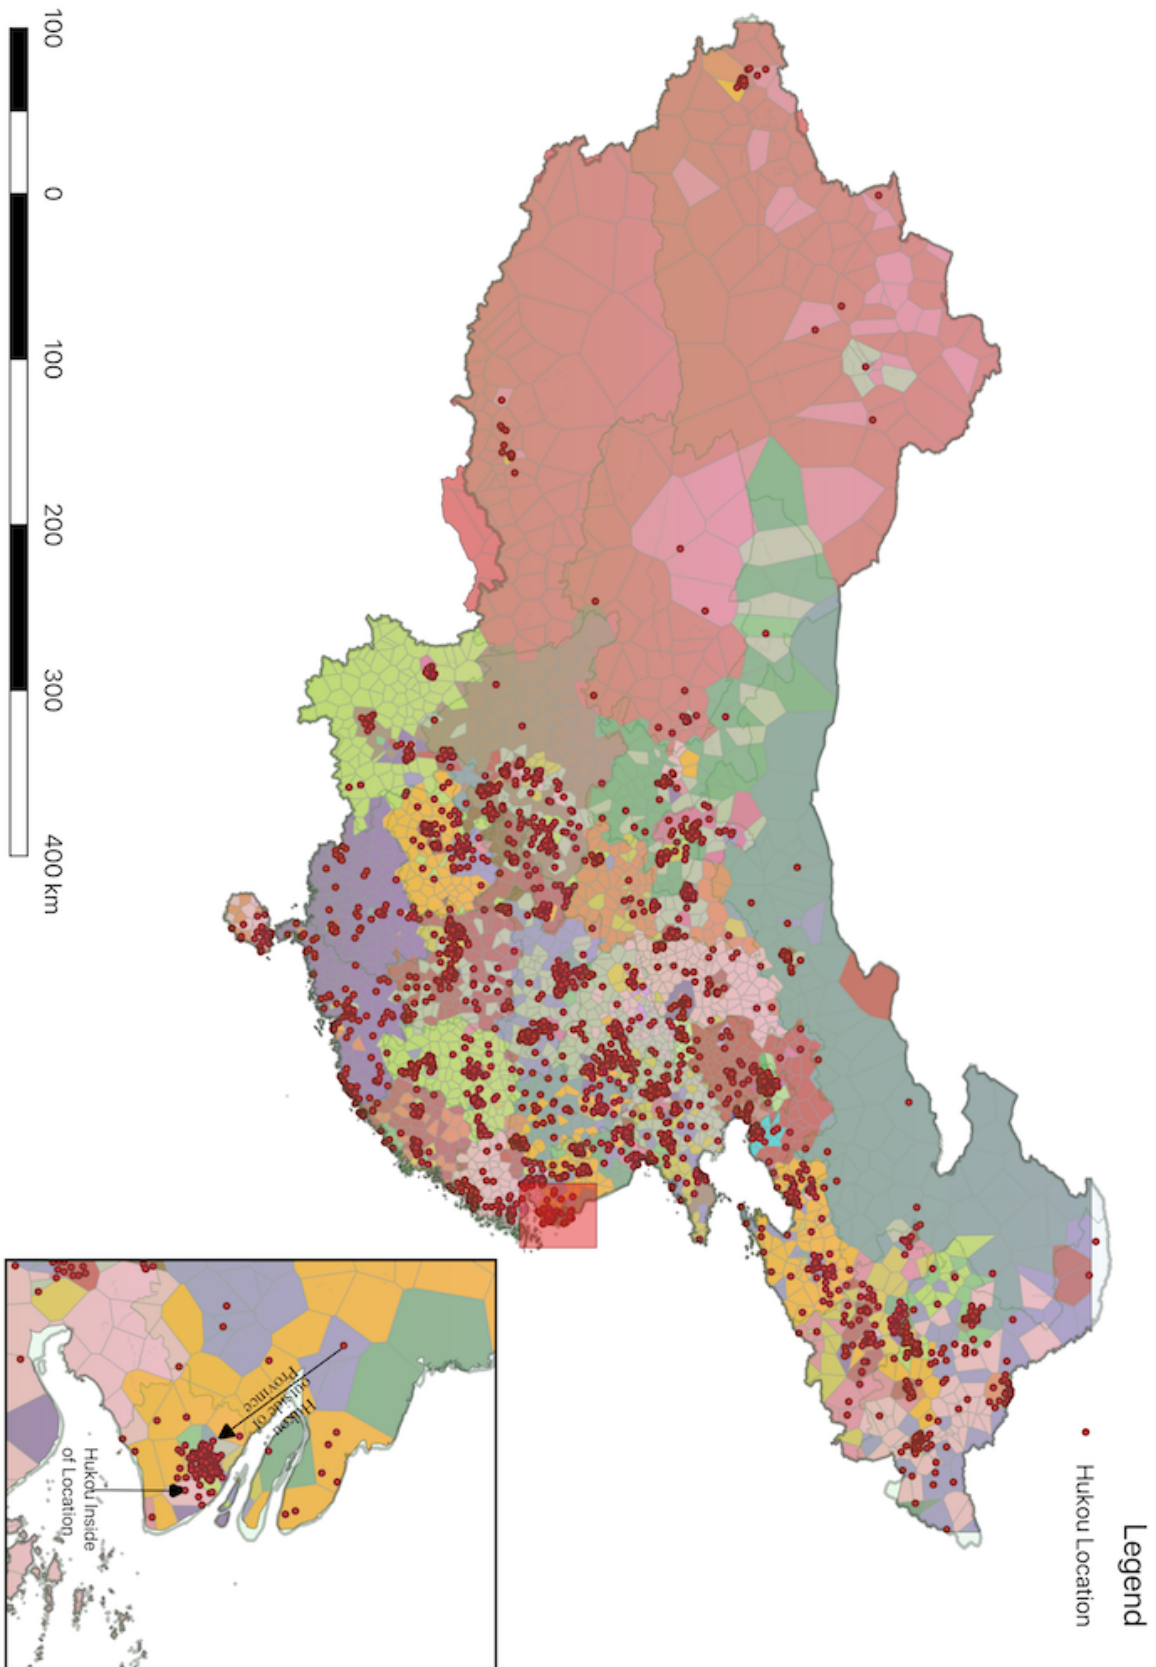 Legend
Hukou Location
Hukou
outside of
Province
Hukou Inside
of Location
100
0
100
200
300
400 km